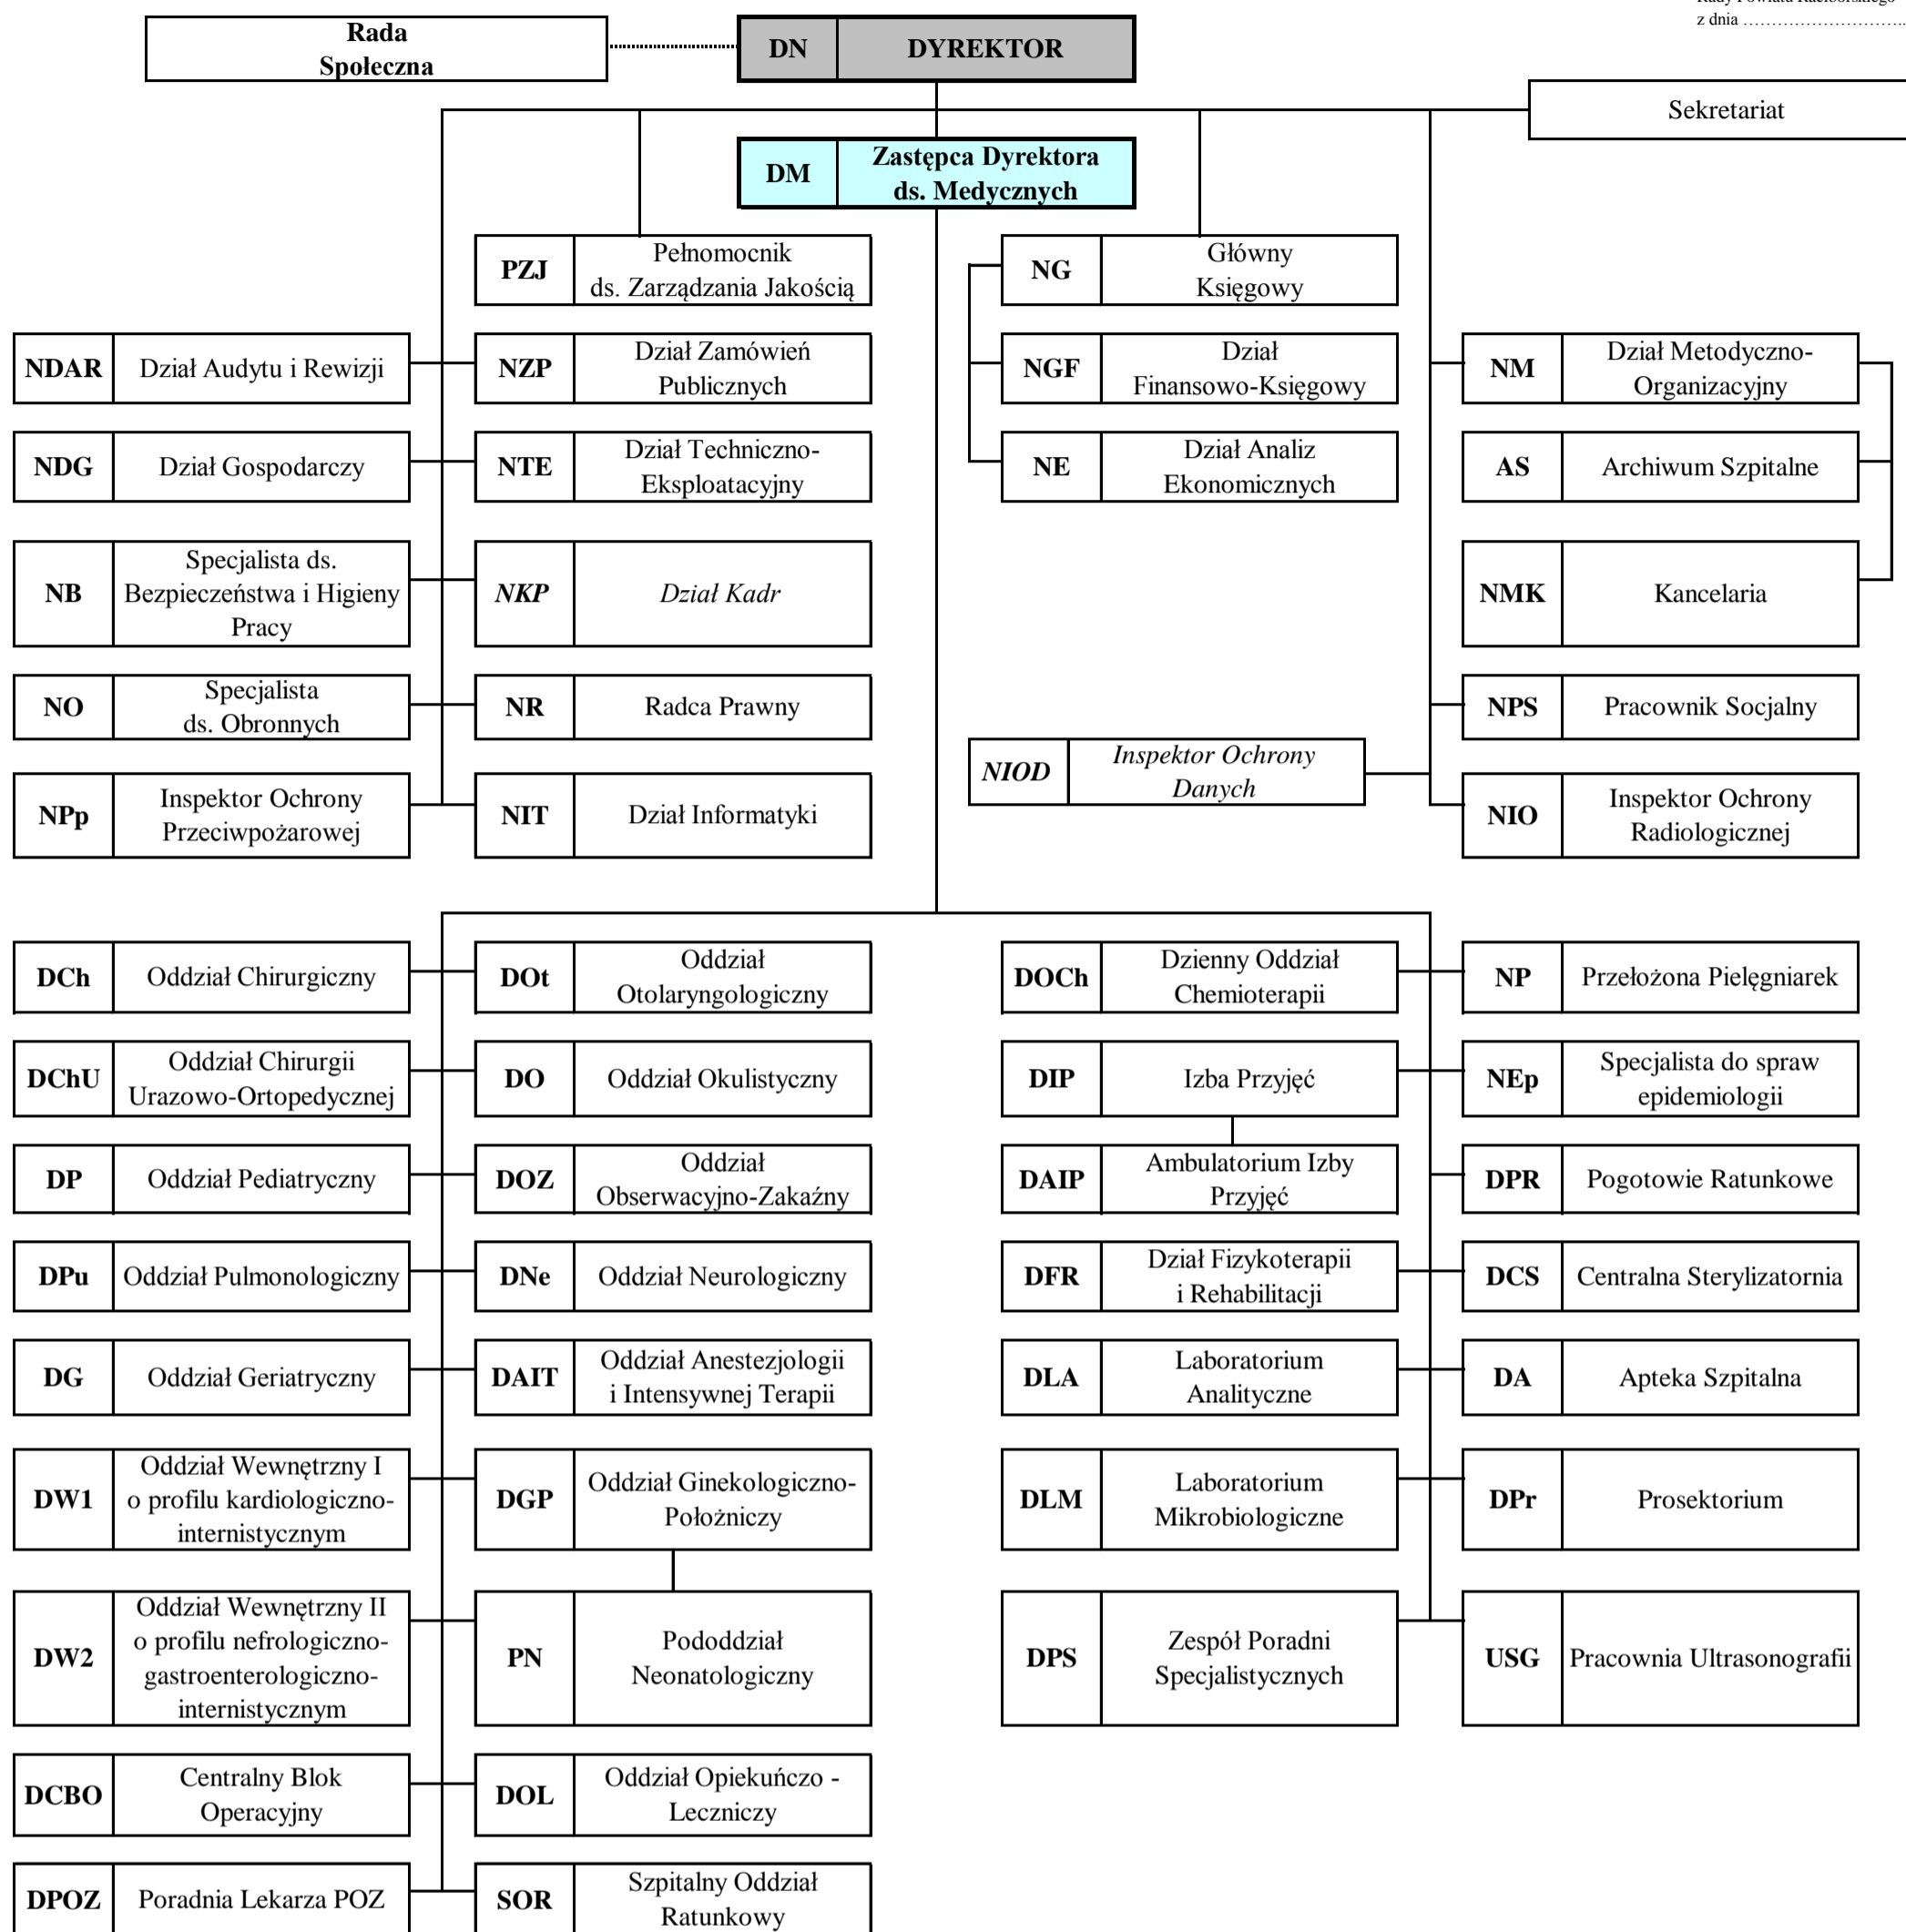 Rady Powiatu Raciborskiego
z dnia ………………………..
Rada
Społeczna
DN
DYREKTOR
Sekretariat
DM
Zastępca Dyrektora
ds. Medycznych
PZJ
Pełnomocnik
ds. Zarządzania Jakością
NG
Główny
Księgowy
NDAR
Dział Audytu i Rewizji
NZP
Dział Zamówień
Publicznych
NGF
Dział
Finansowo-Księgowy
NM
Dział Metodyczno-
Organizacyjny
NDG
Dział Gospodarczy
NTE
Dział Techniczno-
Eksploatacyjny
NE
Dział Analiz
Ekonomicznych
AS
Archiwum Szpitalne
NB
Specjalista ds.
Bezpieczeństwa i Higieny
Pracy
NKP
Dział Kadr
NMK
Kancelaria
NO
Specjalista
ds. Obronnych
NR
Radca Prawny
NPS
Pracownik Socjalny
NIOD
Inspektor Ochrony
Danych
NPp
Inspektor Ochrony
Przeciwpożarowej
NIT
Dział Informatyki
NIO
Inspektor Ochrony
Radiologicznej
DCh
Oddział Chirurgiczny
DOt
Oddział
Otolaryngologiczny
DOCh
Dzienny Oddział
Chemioterapii
NP
Przełożona Pielęgniarek
DChU
Oddział Chirurgii
Urazowo-Ortopedycznej
DO
Oddział Okulistyczny
DIP
Izba Przyjęć
NEp
Specjalista do spraw
epidemiologii
DP
Oddział Pediatryczny
DOZ
Oddział
Obserwacyjno-Zakaźny
DAIP
Ambulatorium Izby
Przyjęć
DPR
Pogotowie Ratunkowe
DPu
Oddział Pulmonologiczny
DNe
Oddział Neurologiczny
DFR
Dział Fizykoterapii
i Rehabilitacji
DCS
Centralna Sterylizatornia
DG
Oddział Geriatryczny
DAIT
Oddział Anestezjologii
i Intensywnej Terapii
DLA
Laboratorium
Analityczne
DA
Apteka Szpitalna
DW1
Oddział Wewnętrzny I
o profilu kardiologiczno-
internistycznym
DGP
Oddział Ginekologiczno-
Położniczy
DLM
Laboratorium
Mikrobiologiczne
DPr
Prosektorium
DW2
Oddział Wewnętrzny II
o profilu nefrologiczno-
gastroenterologiczno-
internistycznym
PN
Pododdział
Neonatologiczny
DPS
Zespół Poradni
Specjalistycznych
USG
Pracownia Ultrasonografii
DCBO
Centralny Blok
Operacyjny
DOL
Oddział Opiekuńczo -
Leczniczy
DPOZ
Poradnia Lekarza POZ
SOR
Szpitalny Oddział
Ratunkowy